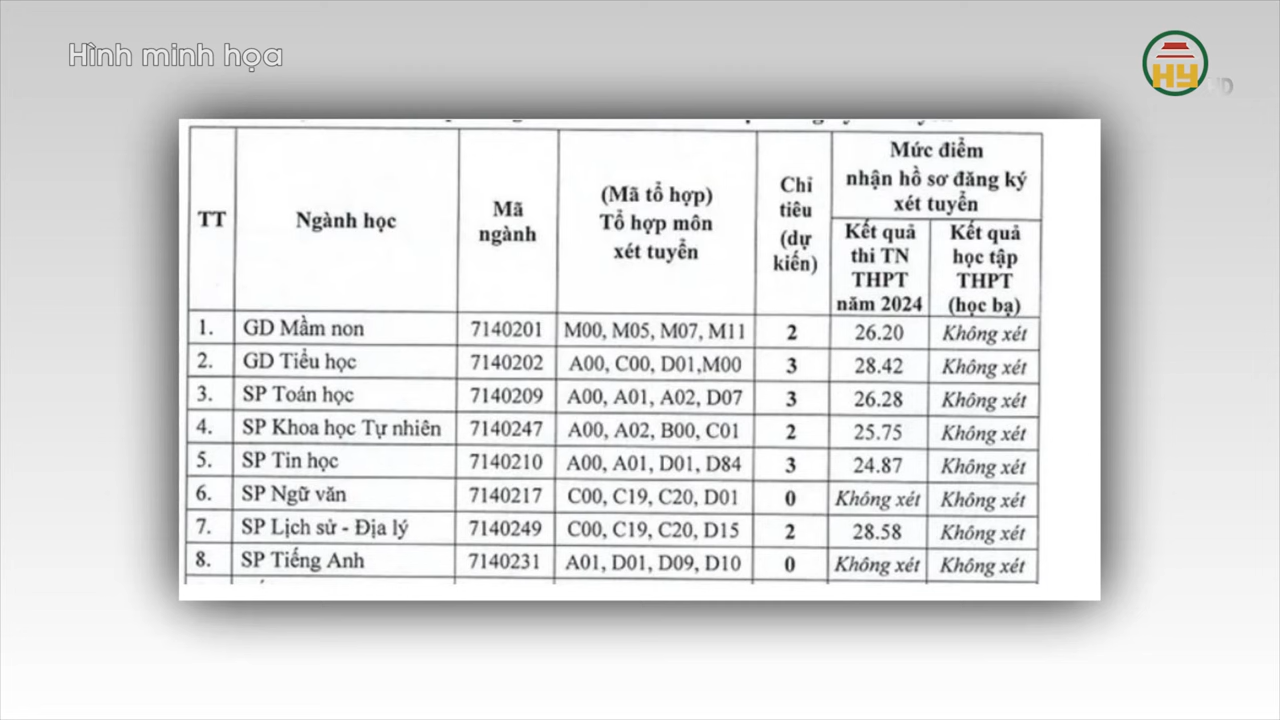 Hình minh họa
HY
HD
TT
Ngành học
Mã
ngành
(Mã tổ hợp)
Tổ hợp môn
xét tuyển
Chỉ
tiêu
(dự
kiến)
Mức điểm
nhận hồ sơ đăng ký
xét tuyển
Kết quả
thi TN
THPT
năm 2024
Kết quả
học tập
THPT
(học bạ)
1. GD Mầm non 7140201 M00, M05, M07, M11 2 26.20 Không xét
2. GD Tiểu học 7140202 A00, C00, D01,M00 3 28.42 Không xét
3. SP Toán học 7140209 A00, A01, A02, D07 3 26.28 Không xét
4. SP Khoa học Tự nhiên 7140247 A00, A02, B00, C01 2 25.75 Không xét
5. SP Tin học 7140210 A00, A01, D01, D84 3 24.87 Không xét
6. SP Ngữ văn 7140217 C00, C19, C20, D01 0 Không xét Không xét
7. SP Lịch sử - Địa lý 7140249 C00, C19, C20, D15 2 28.58 Không xét
8. SP Tiếng Anh 7140231 A01, D01, D09, D10 0 Không xét Không xét